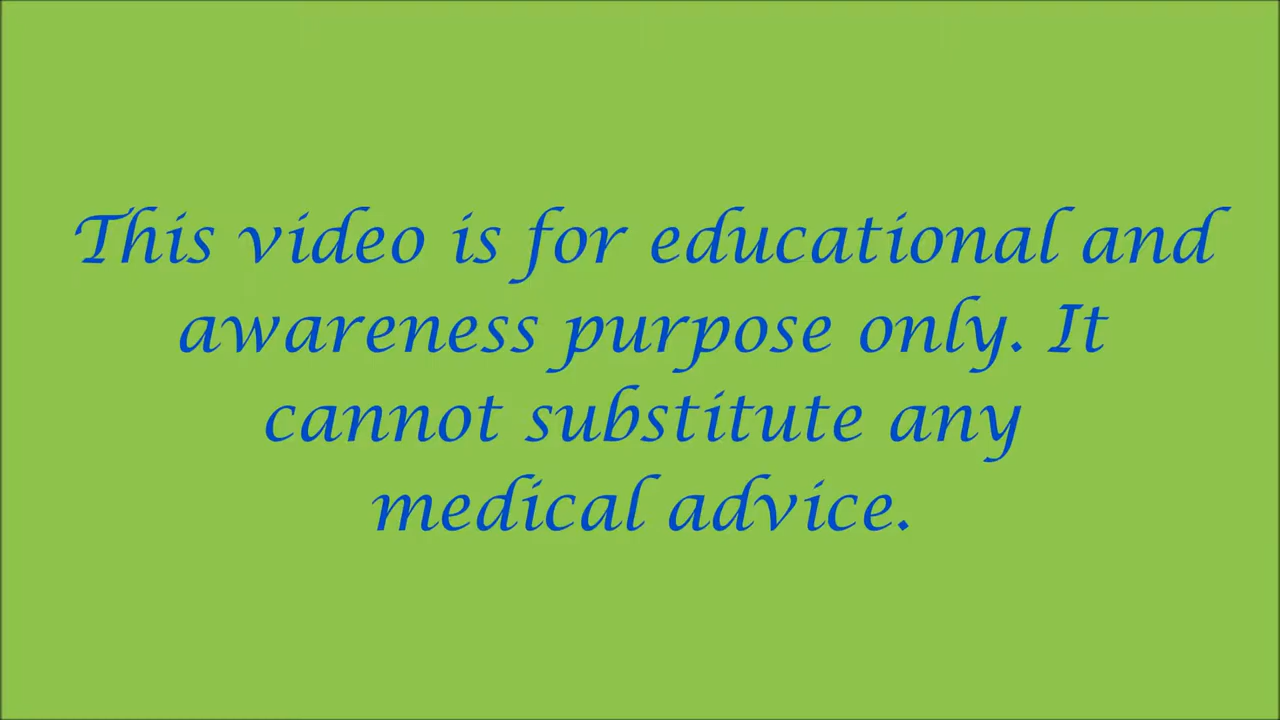 This video is for educational and
awareness purpose only. It
cannot substitute any
medical advice.